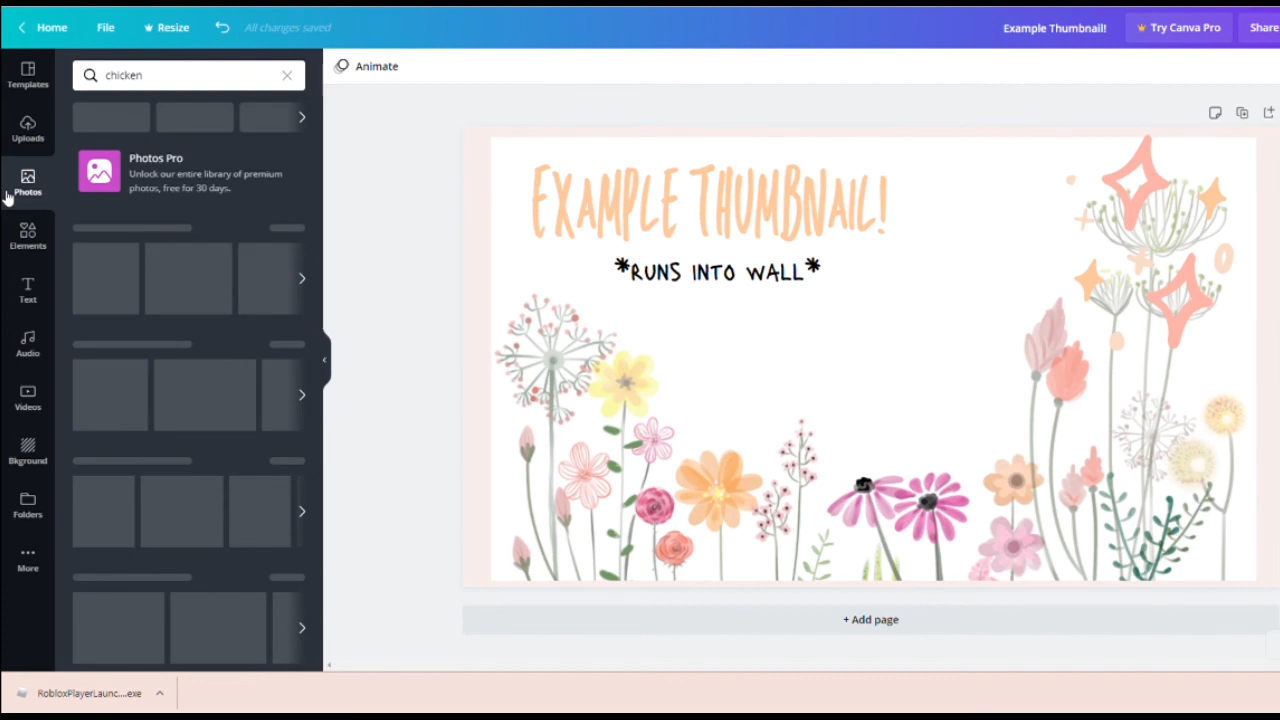 Home File Resize All changes saved Example Thumbnail! Try Canva Pro Share
Templates
chicken
Animate
Uploads
Photos Pro
Unlock our entire library of premium
photos, free for 30 days.
Photos
EXAMPLE THUMBNAIL!
*RUNS INTO WALL*
Elements
Text
Audio
Videos
Bkground
Folders
More
+ Add page
RobloxPlayerLaunc....exe